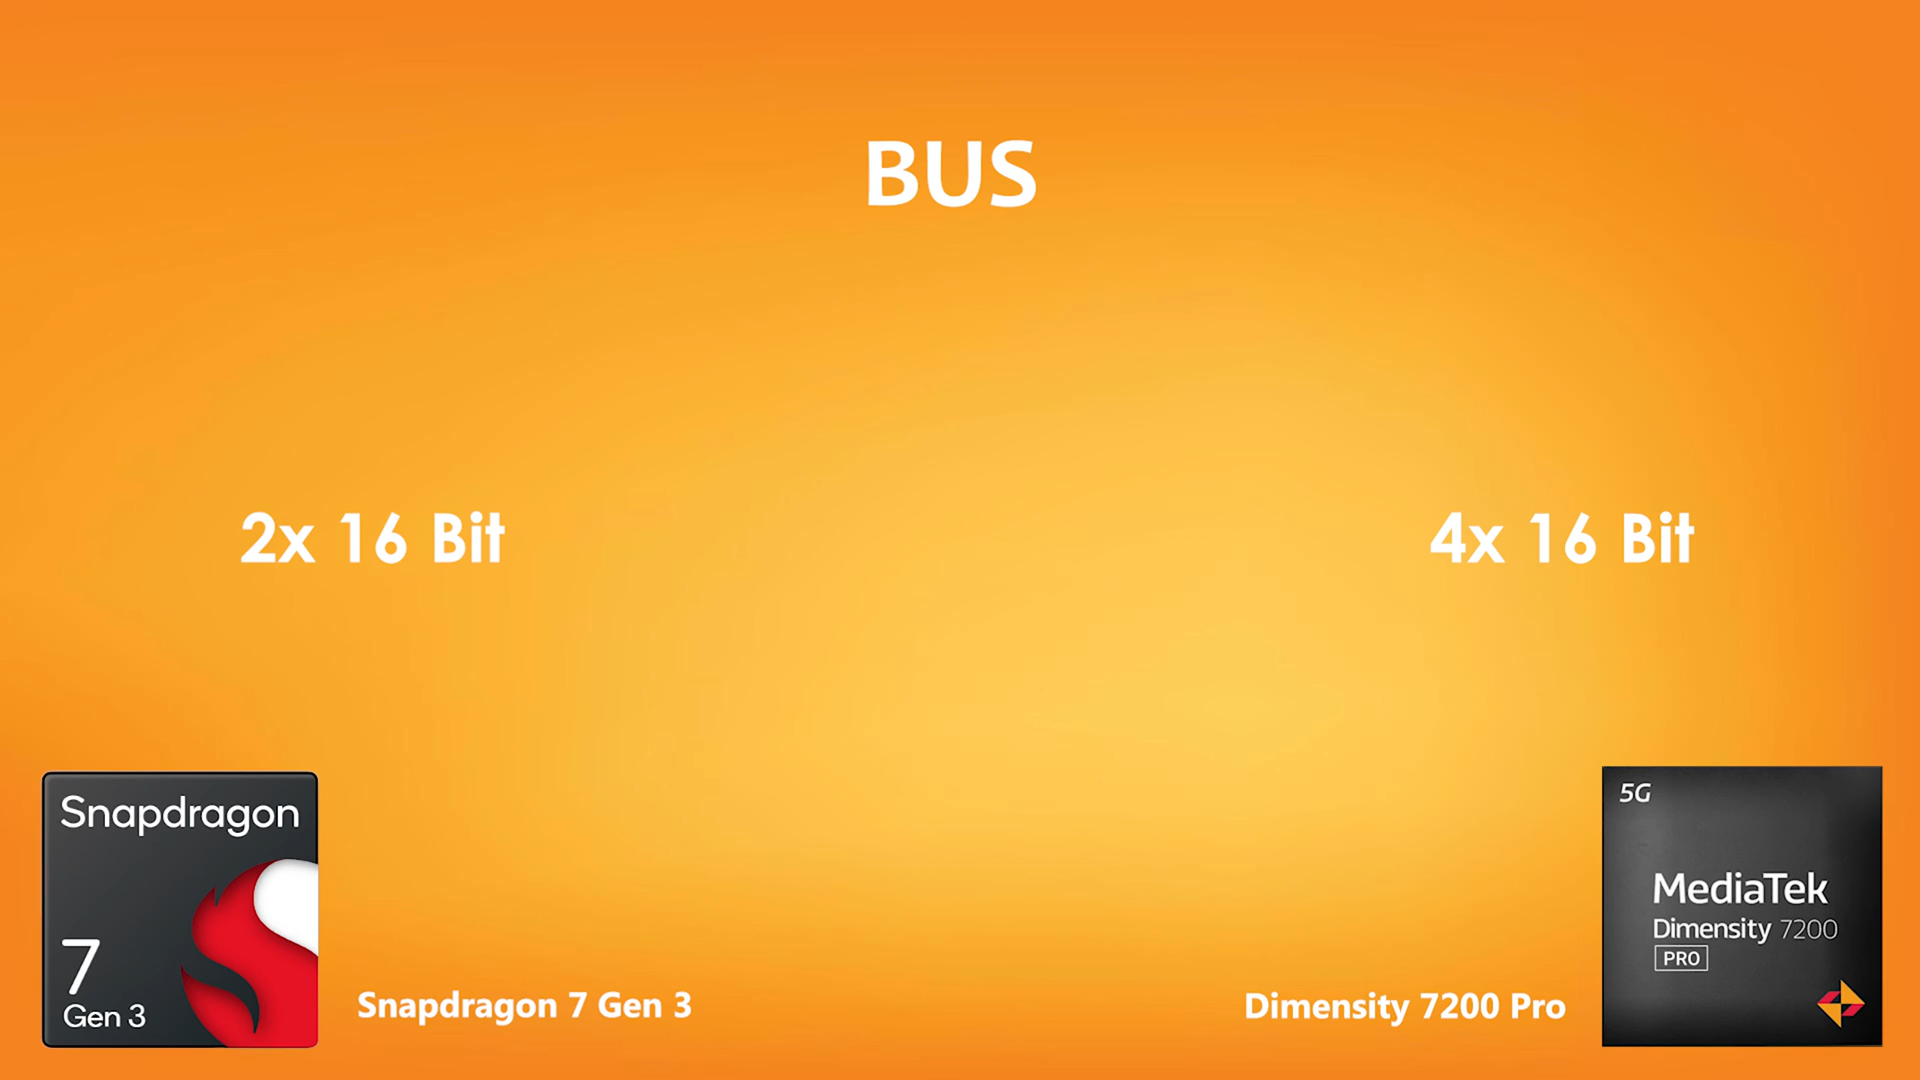 BUS
2x 16 Bit
4x 16 Bit
Snapdragon
7
Gen 3
Snapdragon 7 Gen 3
Dimensity 7200 Pro
5G
MediaTek
Dimensity 7200
PRO